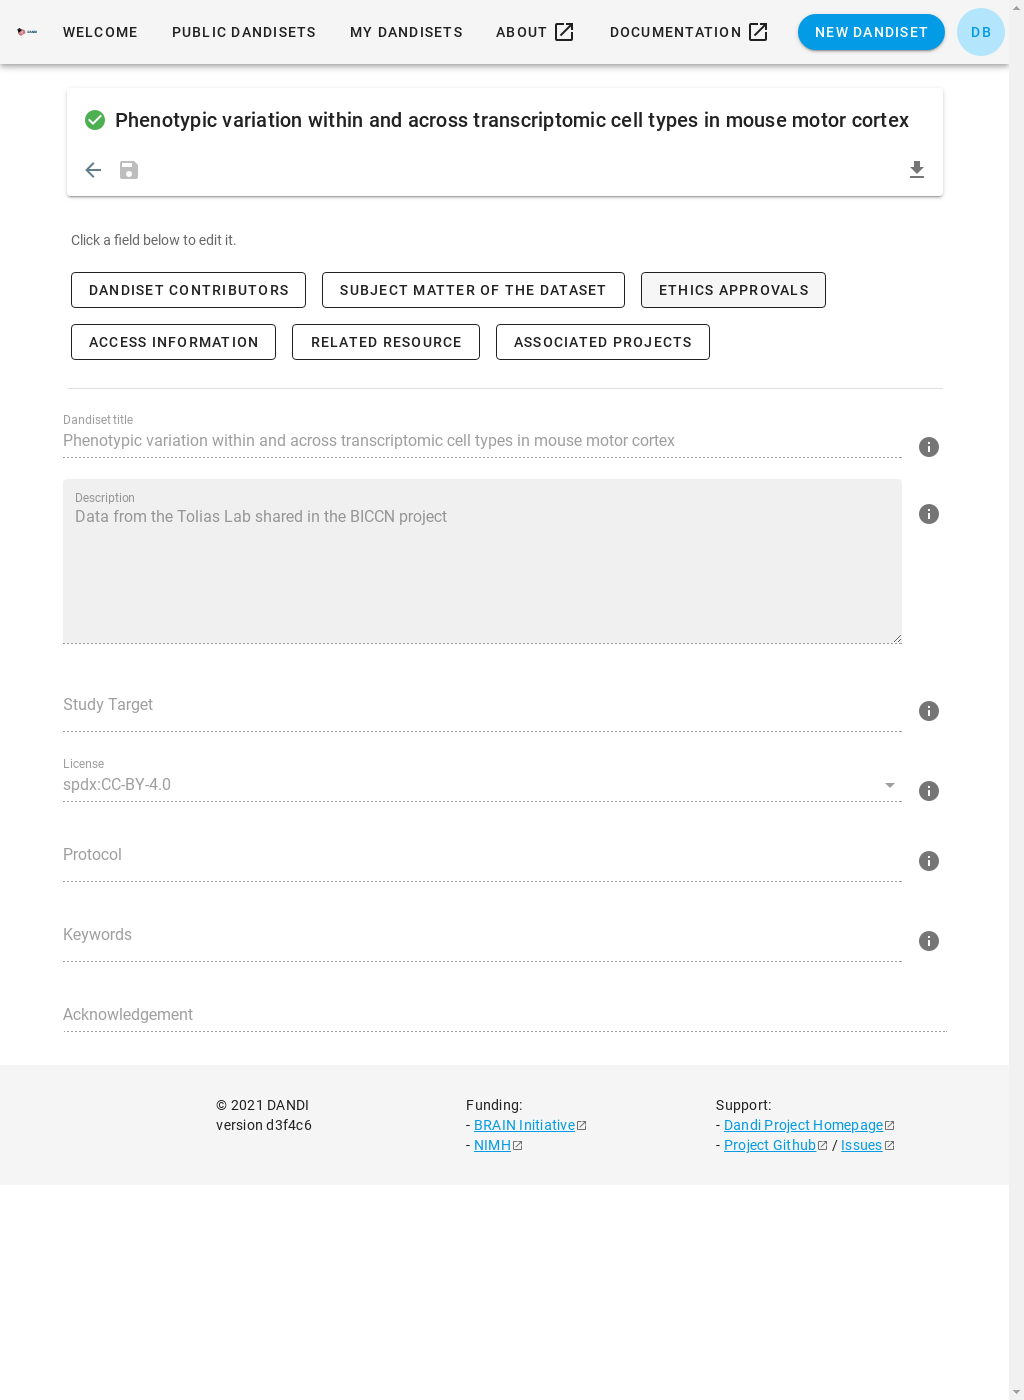 WELCOME PUBLIC DANDISETS MY DANDISETS ABOUT DOCUMENTATION NEW DANDISET DB
Phenotypic variation within and across transcriptomic cell types in mouse motor cortex
Click a field below to edit it.
DANDISET CONTRIBUTORS SUBJECT MATTER OF THE DATASET ETHICS APPROVALS
ACCESS INFORMATION RELATED RESOURCE ASSOCIATED PROJECTS
Dandiset title
Phenotypic variation within and across transcriptomic cell types in mouse motor cortex
Description
Data from the Tolias Lab shared in the BICCN project
Study Target
License
spdx:CC-BY-4.0
Protocol
Keywords
Acknowledgement
© 2021 DANDI
version d3f4c6
Funding:
- BRAIN Initiative
- NIMH
Support:
- Dandi Project Homepage
- Project Github / Issues